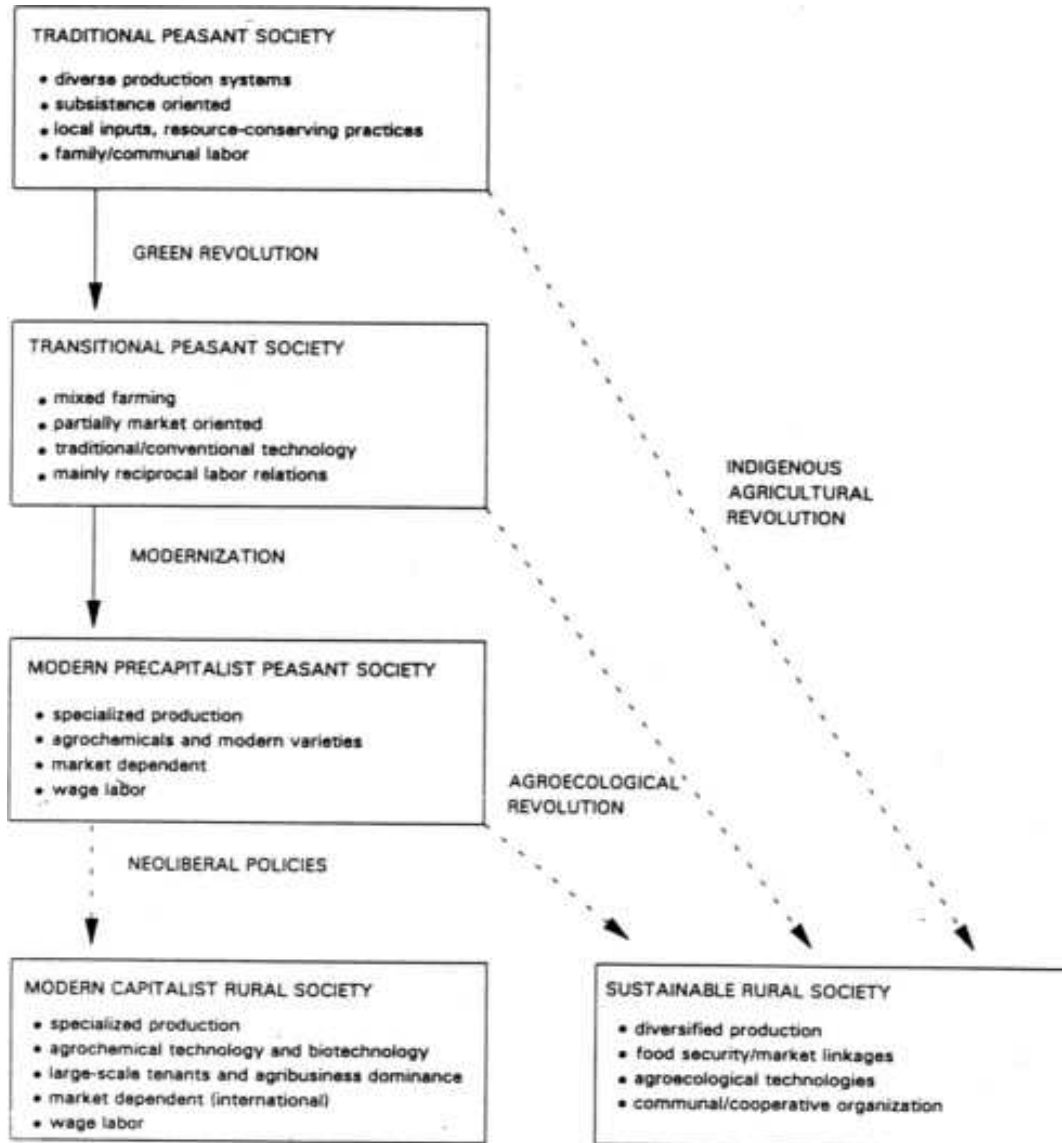 TRADITIONAL PEASANT SOCIETY
• diverse production systems
• subsistence oriented
• local inputs, resource-conserving practices
• family/communal labor
GREEN REVOLUTION
TRANSITIONAL PEASANT SOCIETY
• mixed farming
• partially market oriented
• traditional/conventional technology
• mainly reciprocal labor relations
INDIGENOUS
AGRICULTURAL
REVOLUTION
MODERNIZATION
MODERN PRECAPITALIST PEASANT SOCIETY
• specialized production
• agrochemicals and modern varieties
• market dependent
• wage labor
AGROECOLOGICAL
REVOLUTION
NEOLIBERAL POLICIES
MODERN CAPITALIST RURAL SOCIETY
• specialized production
• agrochemical technology and biotechnology
• large-scale tenants and agribusiness dominance
• market dependent (international)
• wage labor
SUSTAINABLE RURAL SOCIETY
• diversified production
• food security/market linkages
• agroecological technologies
• communal/cooperative organization